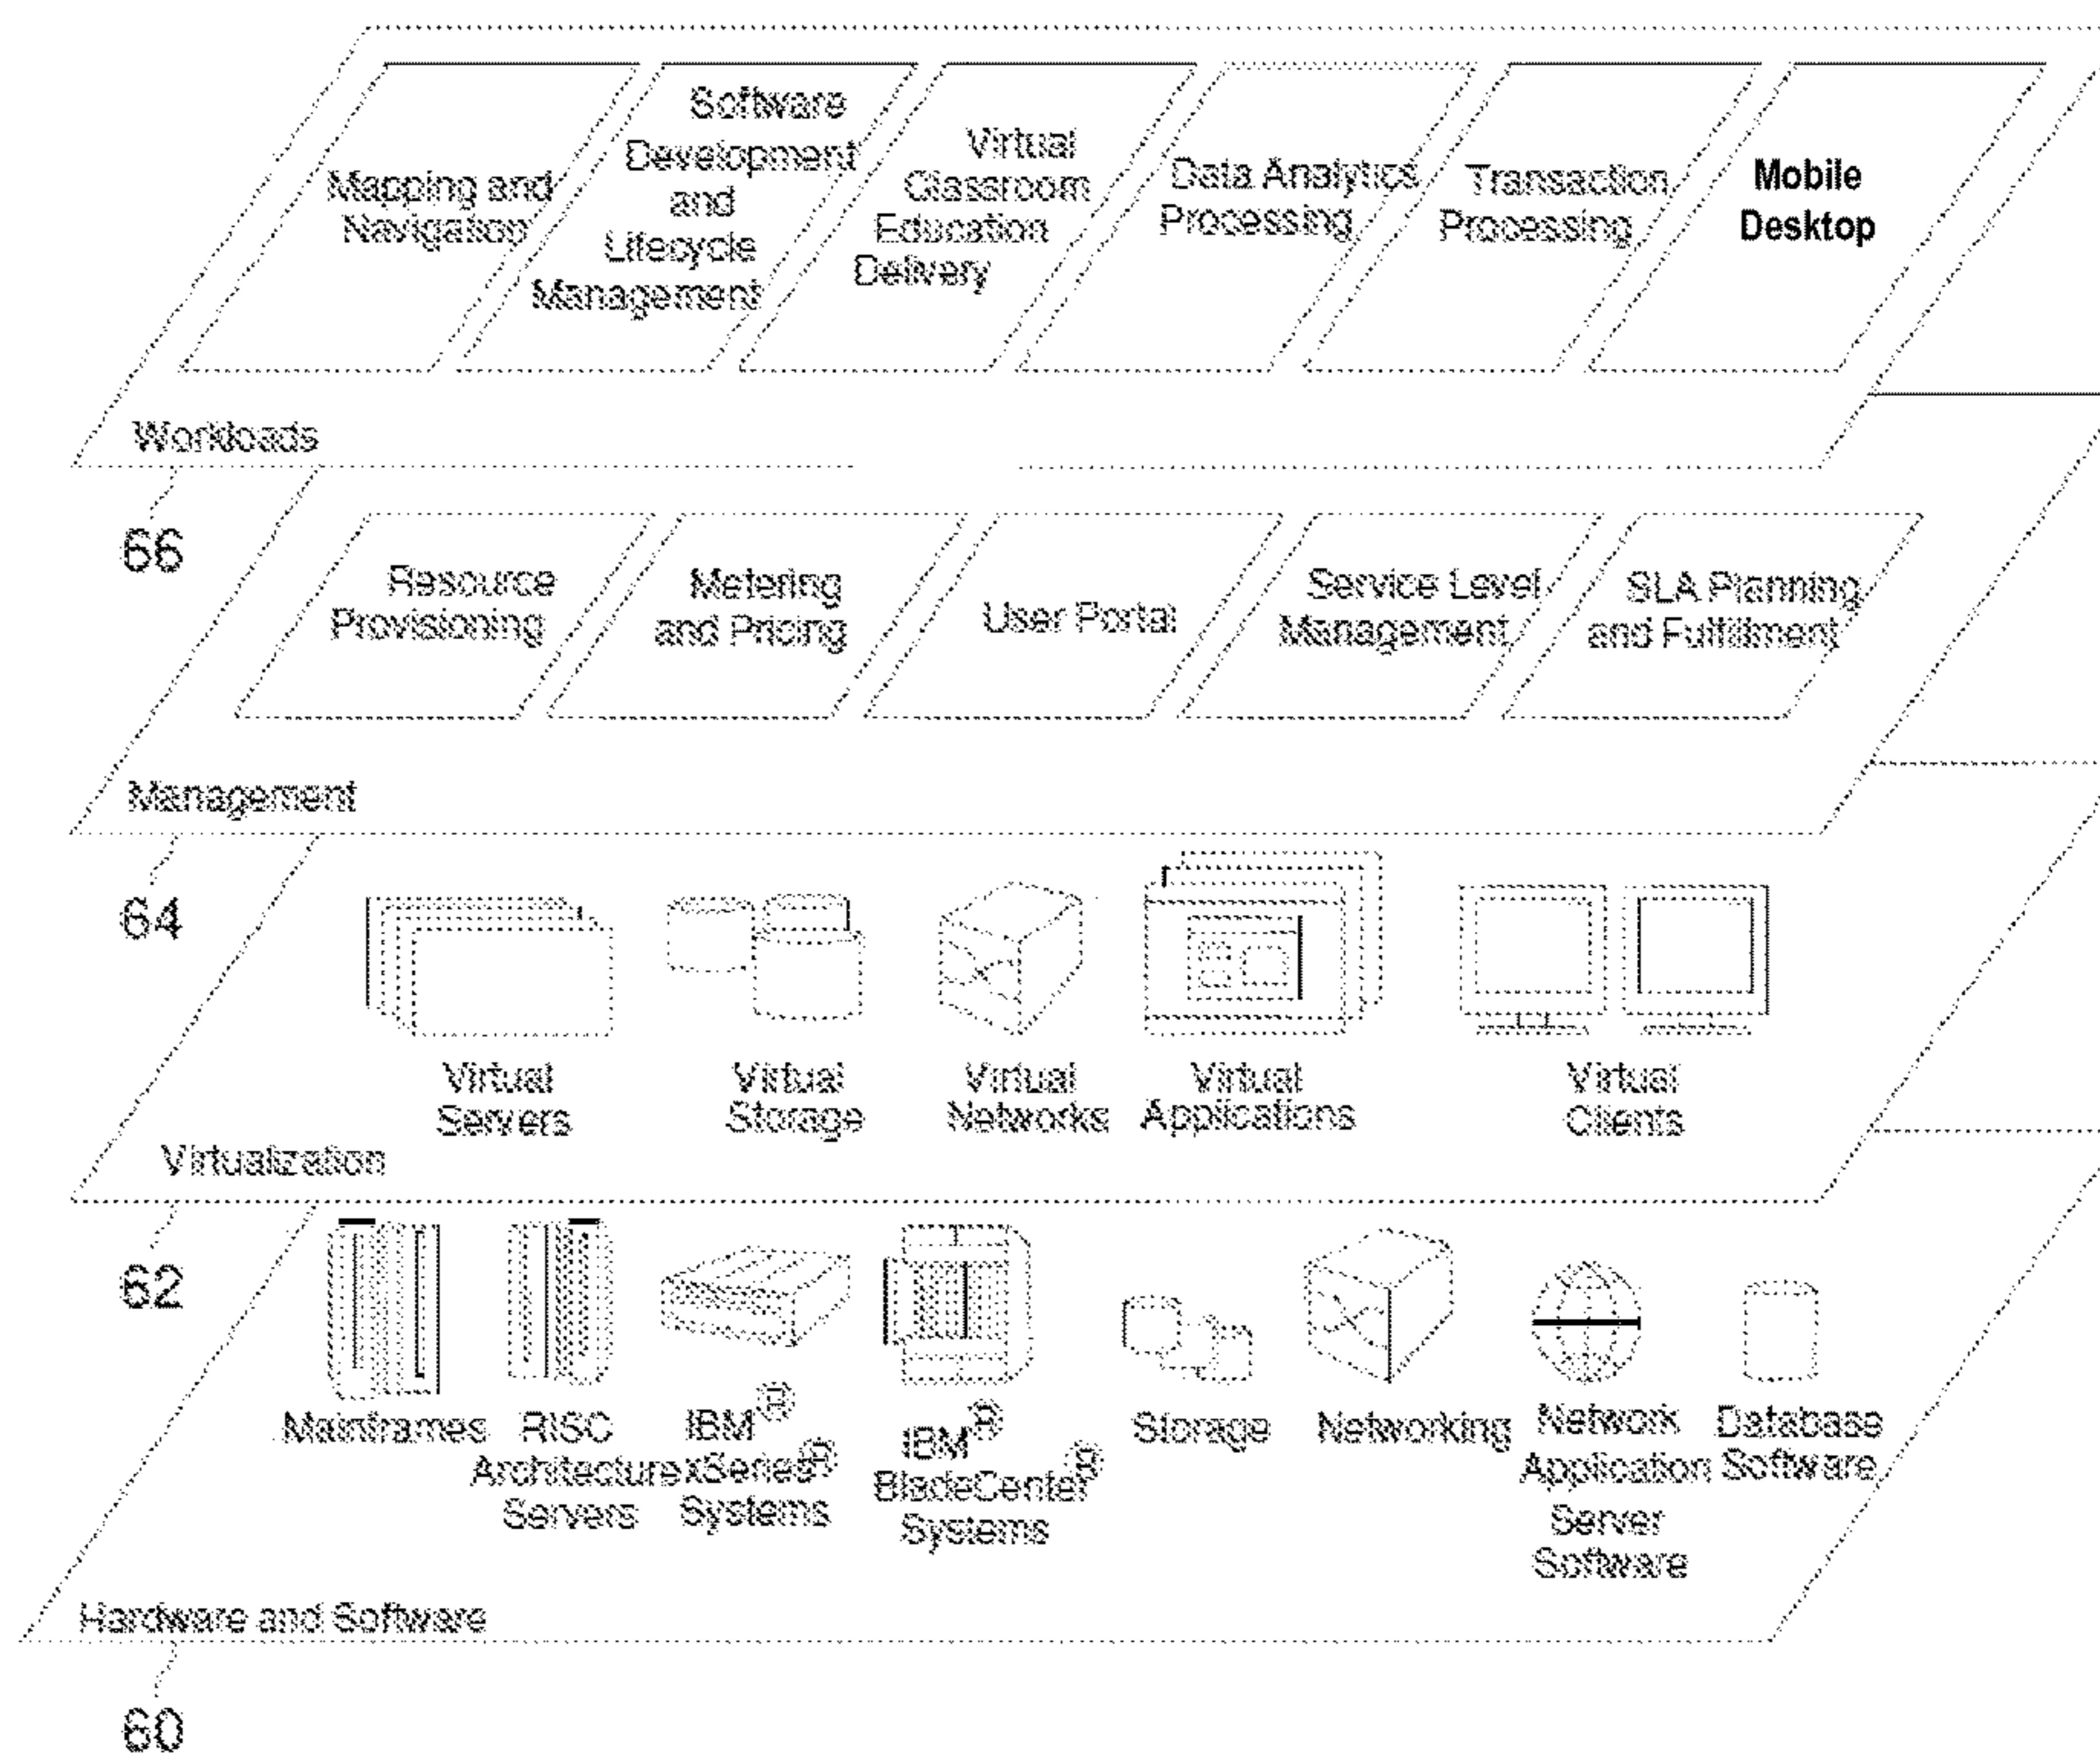 Mapping and
Navigation
Software
Development
and
Lifecycle
Management
Virtual
Classroom
Education
Delivery
Data Analytics
Processing
Transaction
Processing
Mobile
Desktop
Workloads
66
Resource
Provisioning
Metering
and Pricing
User Portal
Service Level
Management
SLA Planning
and Fulfillment
Management
64
Virtual
Servers
Virtual
Storage
Virtual
Networks
Virtual
Applications
Virtual
Clients
Virtualization
62
Mainframes
RISC
Architecture
Servers
IBM®
xSeries®
Systems
IBM®
BladeCenter®
Systems
Storage
Networking
Network
Application
Server
Software
Database
Software
Hardware and Software
60